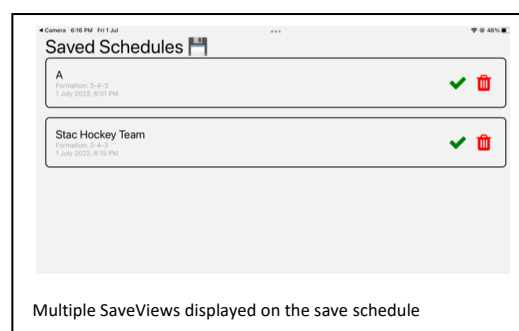 ◀Camera 6:16 PM Fri 1 Jul ••• 46%
Saved Schedules 💾
A
Formation: 3-4-3
1 July 2022, 6:01 PM
Stac Hockey Team
Formation: 3-4-3
1 July 2022, 6:15 PM
Multiple SaveViews displayed on the save schedule